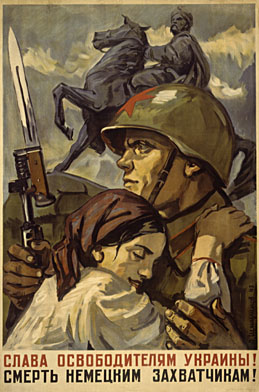 СЛАВА ОСВОБОДИТЕЛЯМ УКРАИНЫ!
СМЕРТЬ НЕМЕЦКИМ ЗАХВАТЧИКАМ!